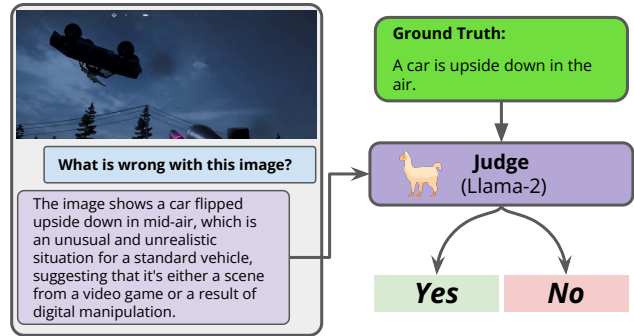 What is wrong with this image?
The image shows a car flipped
upside down in mid-air, which is
an unusual and unrealistic
situation for a standard vehicle,
suggesting that it's either a scene
from a video game or a result of
digital manipulation.
Ground Truth:
A car is upside down in the
air.
Judge
(Llama-2)
Yes
No